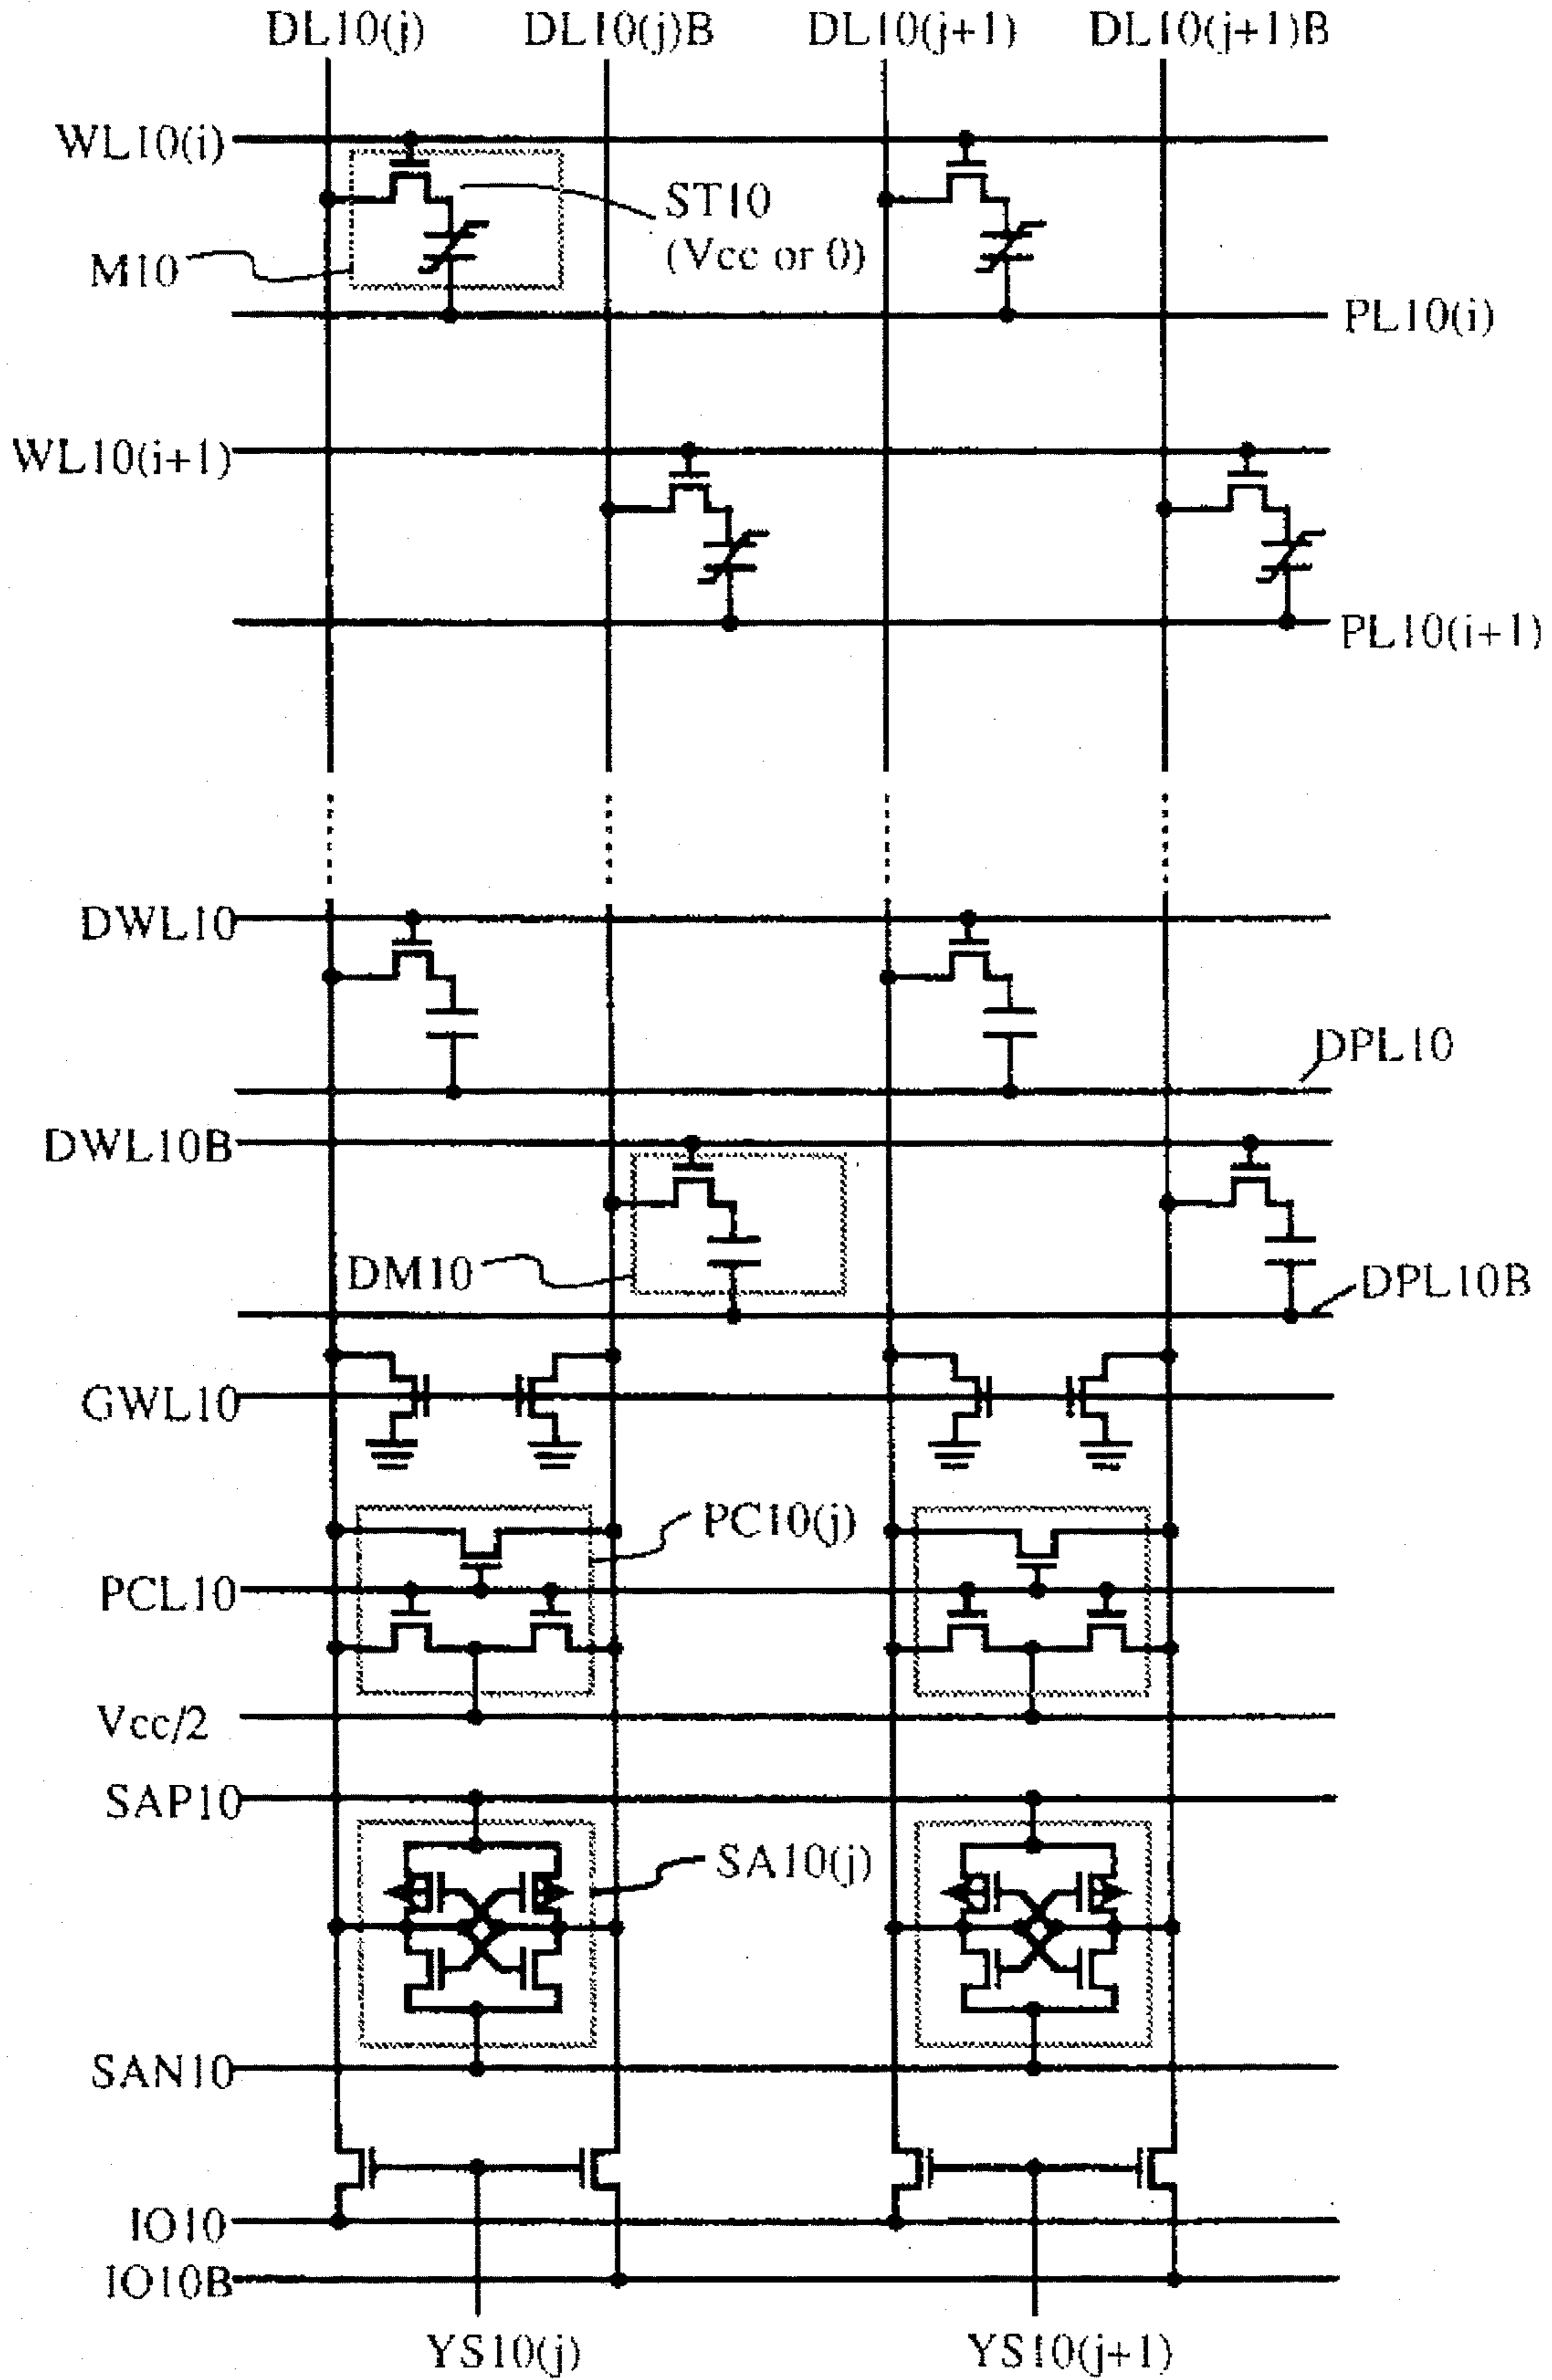 DL10(j) DL10(j)B DL10(j+1) DL10(j+1)B
WL10(i)
ST10
(Vcc or 0)
M10
PL10(i)
WL10(i+1)
PL10(i+1)
DWL10
DPL10
DWL10B
DM10
DPL10B
GWL10
PC10(j)
PCL10
Vcc/2
SAP10
SA10(j)
SAN10
IO10
IO10B
YS10(j) YS10(j+1)